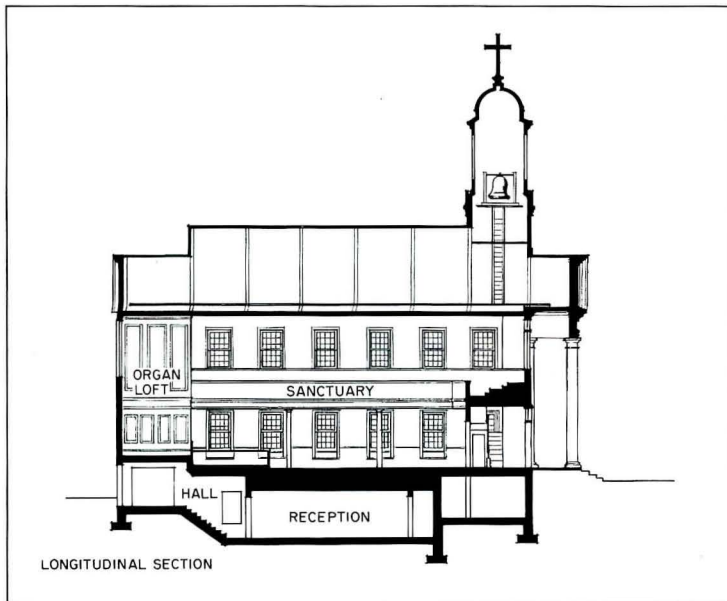 ORGAN
LOFT
SANCTUARY
HALL
RECEPTION
LONGITUDINAL SECTION